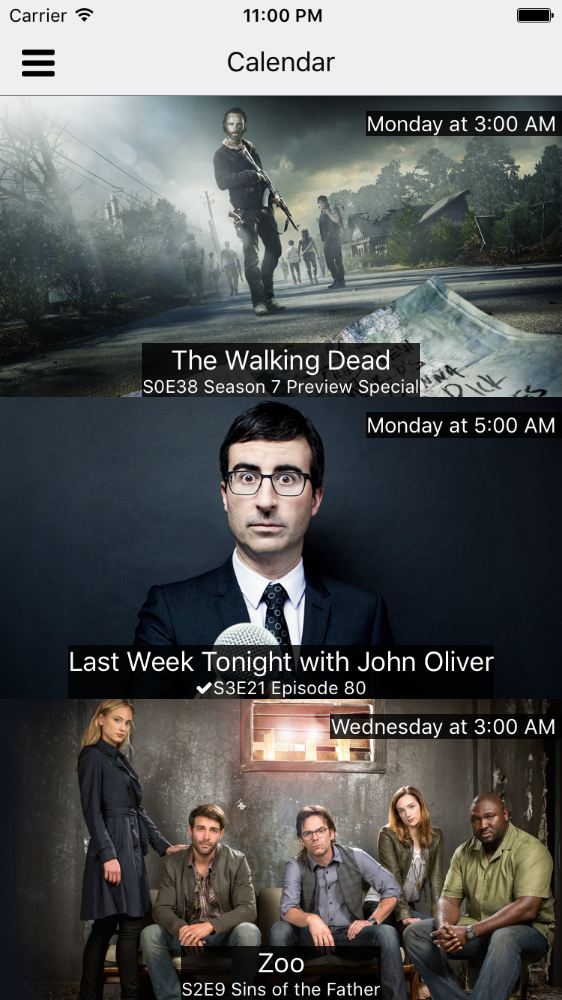 Carrier 11:00 PM
Calendar
Monday at 3:00 AM
The Walking Dead
S0E38 Season 7 Preview Special
Monday at 5:00 AM
Last Week Tonight with John Oliver
✔S3E21 Episode 80
Wednesday at 3:00 AM
Zoo
S2E9 Sins of the Father